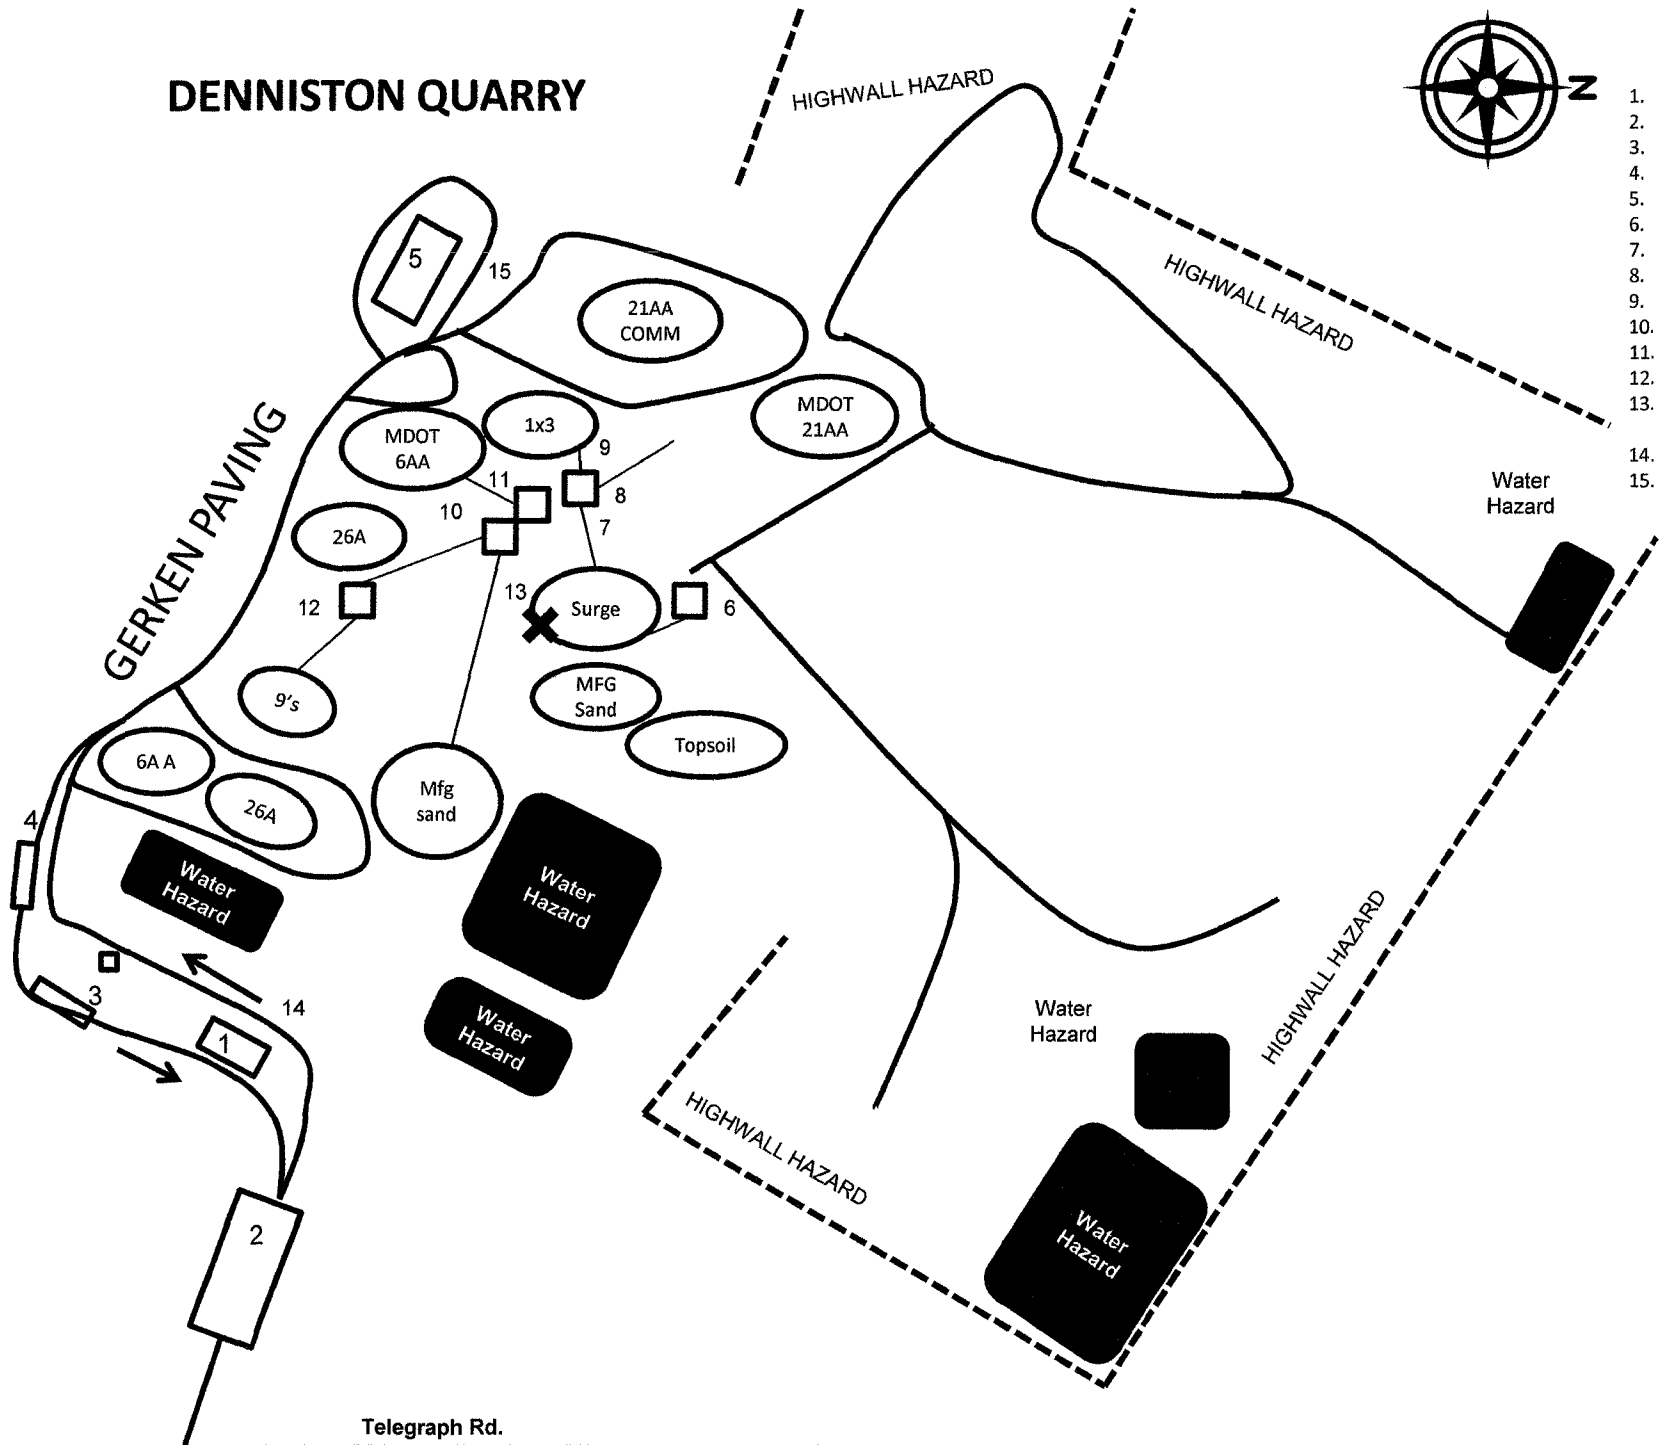 DENNISTON QUARRY
HIGHWALL HAZARD
N
1.
2.
3.
4.
5.
6.
7.
8.
9.
10.
11.
12.
13.
14.
15.
HIGHWALL HAZARD
5
15
21AA
COMM
MDOT
21AA
1x3
MDOT
6AA
9
11
8
10
7
26A
GERKEN PAVING
Water
Hazard
12
13
Surge
6
9's
MFG
Sand
Topsoil
6A A
26A
Mfg
sand
4
Water
Hazard
Water
Hazard
HIGHWALL HAZARD
3
14
1
Water
Hazard
Water
Hazard
HIGHWALL HAZARD
2
Water
Hazard
Telegraph Rd.